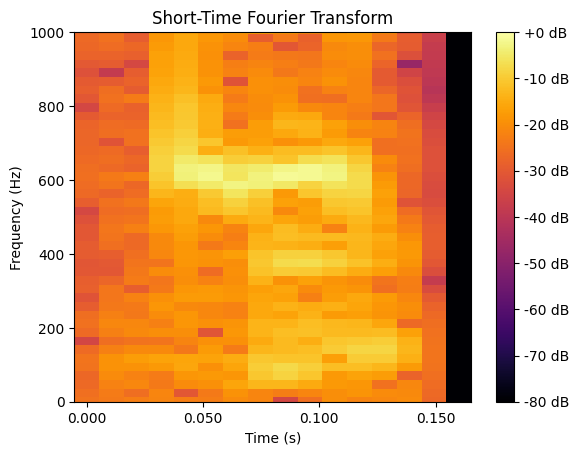 Short-Time Fourier Transform
1000
800
600
400
200
0
Frequency (Hz)
0.000
0.050
0.100
0.150
Time (s)
+0 dB
-10 dB
-20 dB
-30 dB
-40 dB
-50 dB
-60 dB
-70 dB
-80 dB